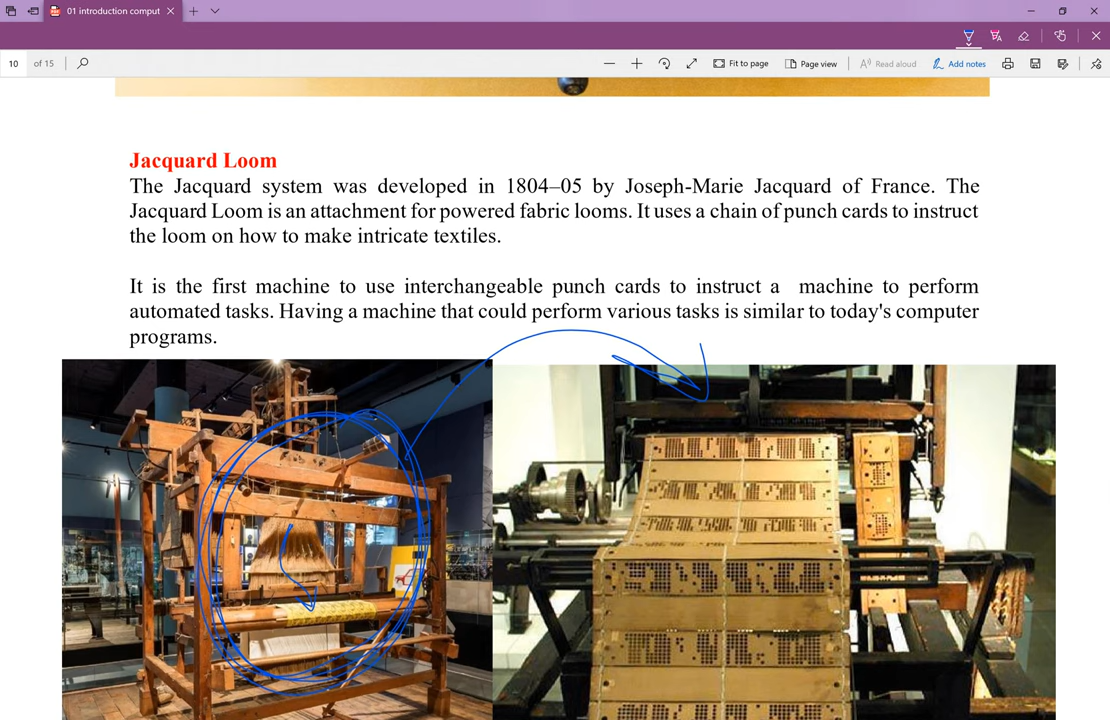 01 introduction comput
10 of 15
Fit to page
Page view
Read aloud
Add notes
Jacquard Loom
The Jacquard system was developed in 1804–05 by Joseph-Marie Jacquard of France. The
Jacquard Loom is an attachment for powered fabric looms. It uses a chain of punch cards to instruct
the loom on how to make intricate textiles.
It is the first machine to use interchangeable punch cards to instruct a machine to perform
automated tasks. Having a machine that could perform various tasks is similar to today's computer
programs.